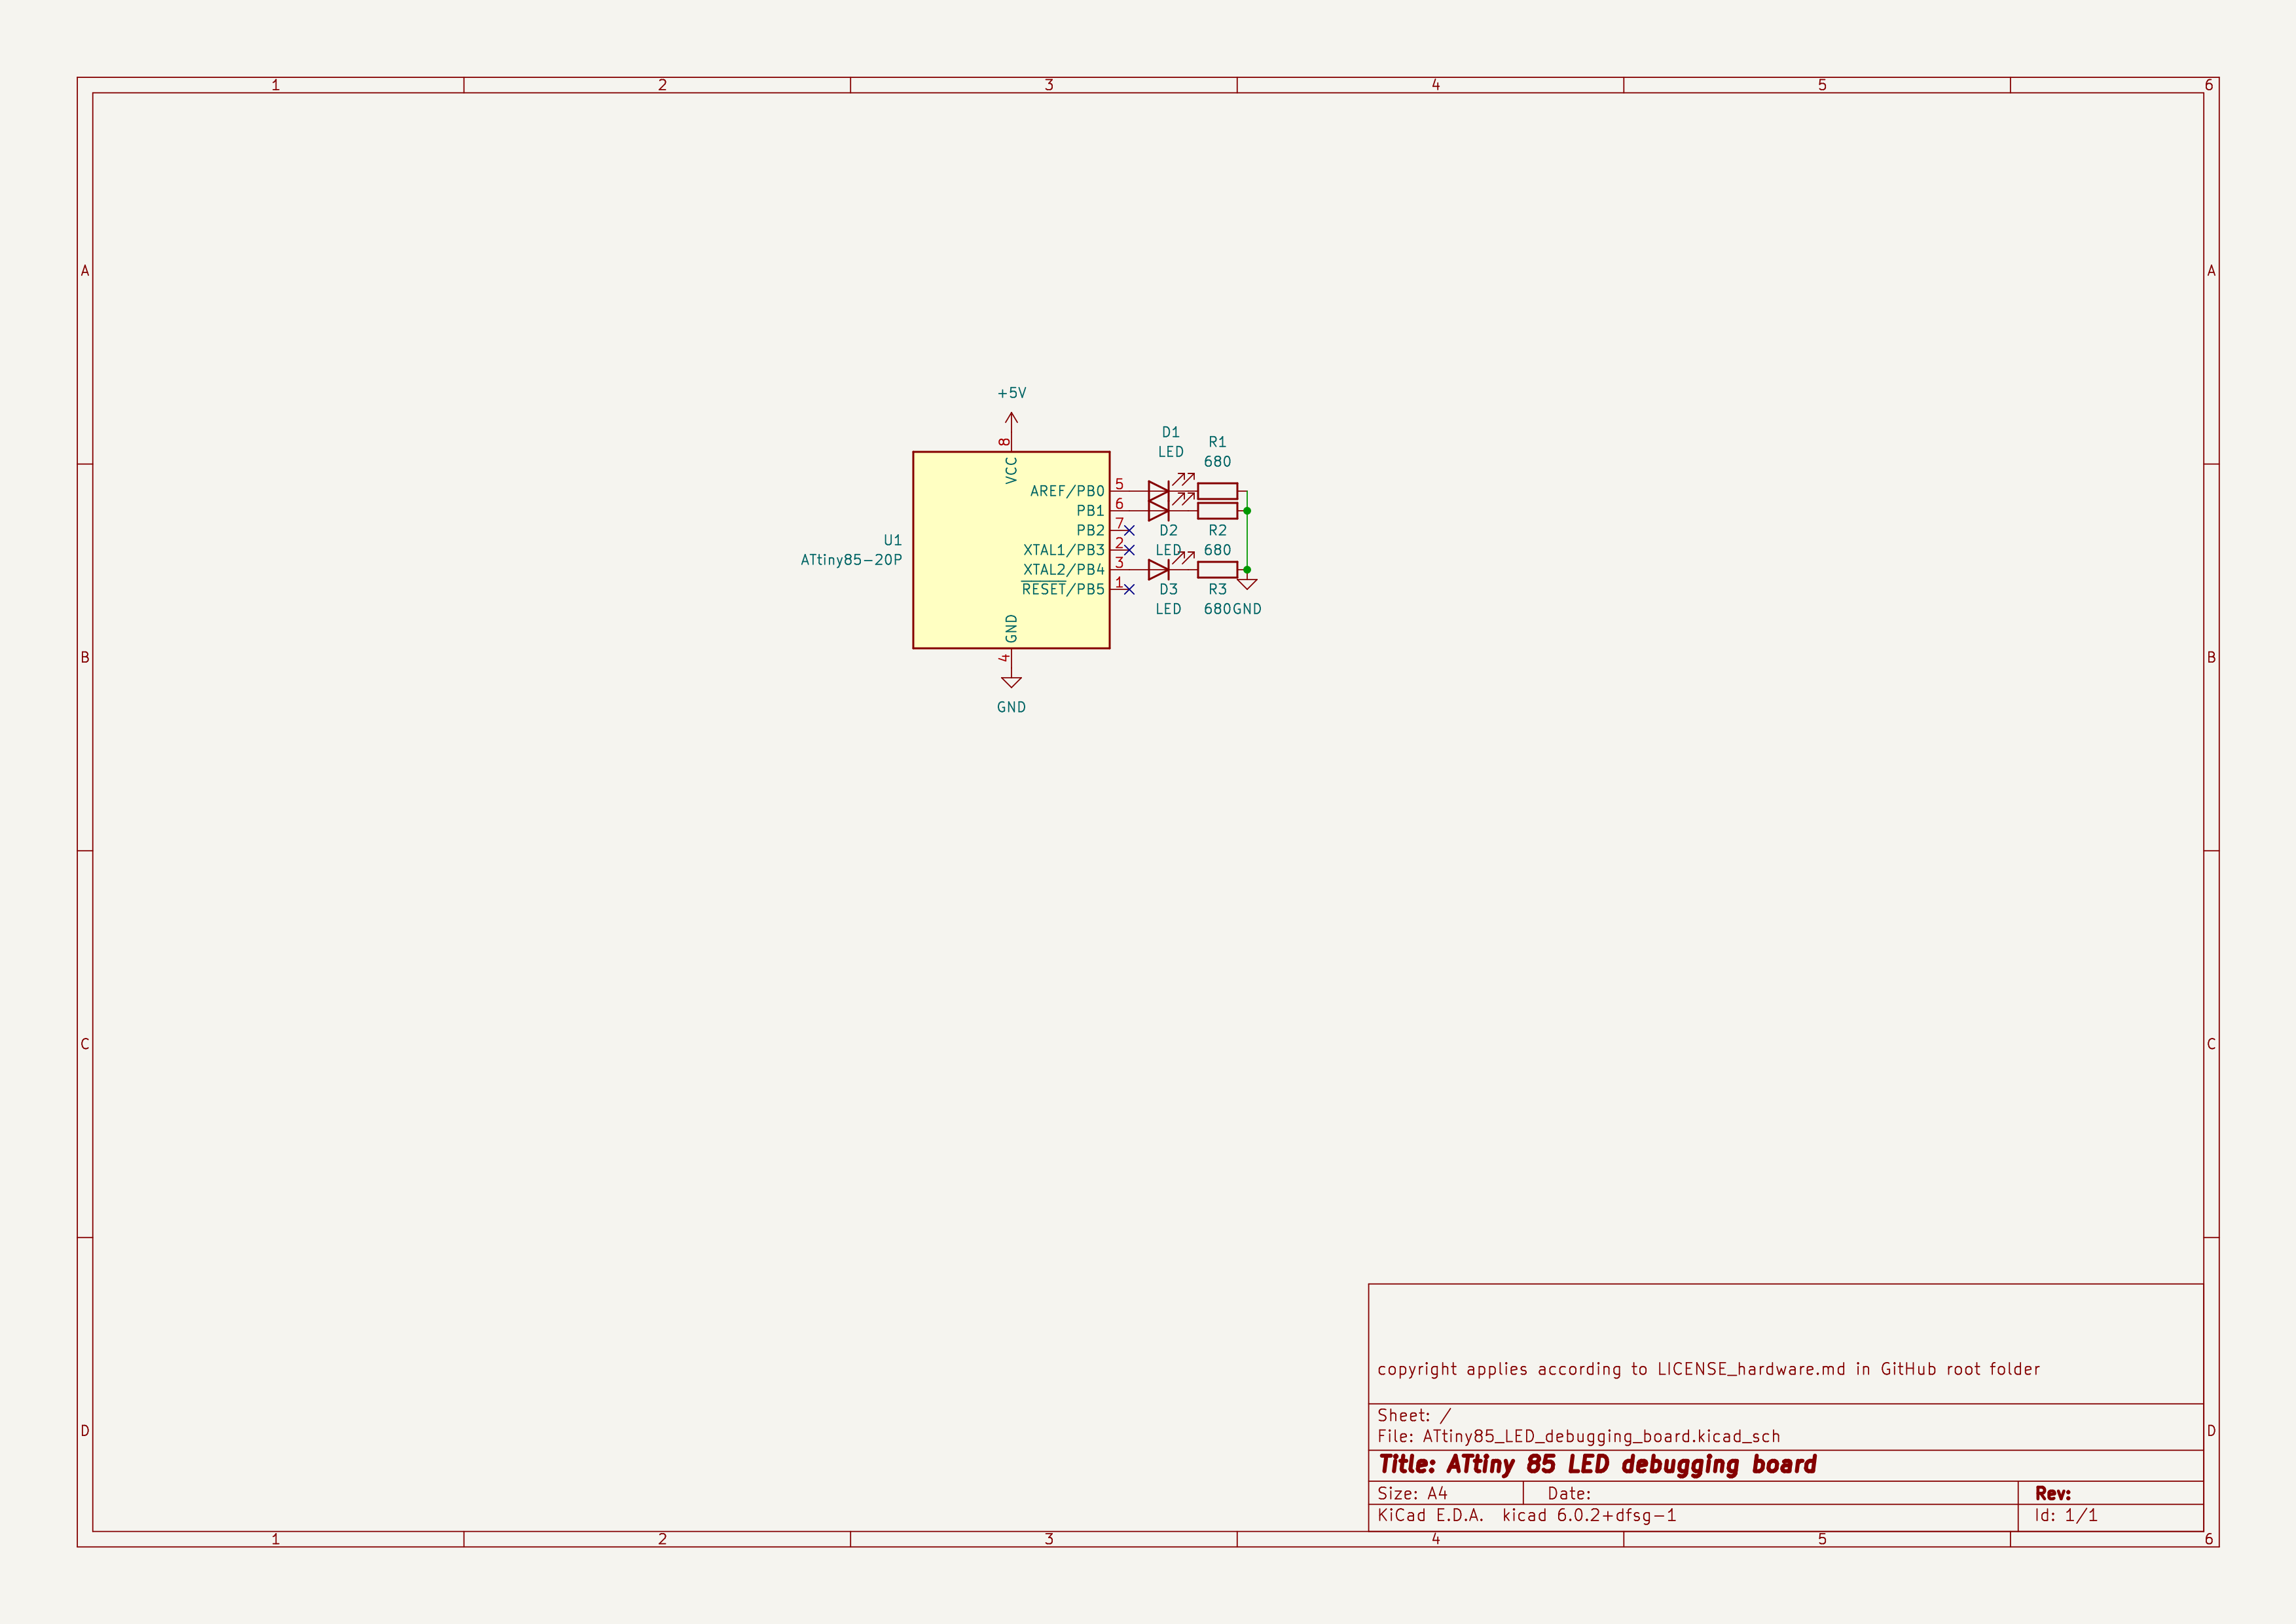 1 2 3 4 5 6
A A
+5V
D1
LED
R1
680
8
VCC
AREF/PB0 5
PB1 6
PB2 7
XTAL1/PB3 2
XTAL2/PB4 3
RESET/PB5 1
U1
ATtiny85-20P
D2
LED
R2
680
D3
LED
R3
680
GND
GND
4
GND
B B
C C
D D
copyright applies according to LICENSE_hardware.md in GitHub root folder
Sheet: /
File: ATtiny85_LED_debugging_board.kicad_sch
Title: ATtiny 85 LED debugging board
Size: A4 Date: Rev:
KiCad E.D.A. kicad 6.0.2+dfsg-1 Id: 1/1
1 2 3 4 5 6